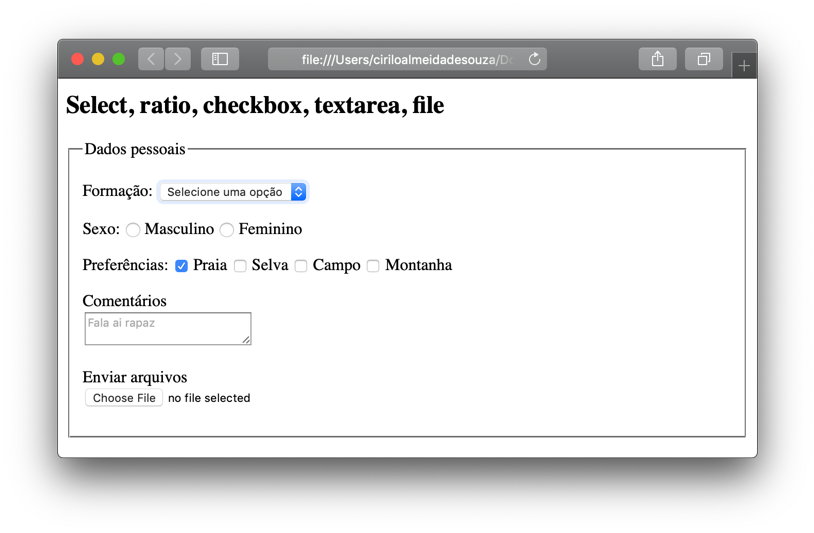 file:///Users/ciriloalmeidadesouza/Do
Select, ratio, checkbox, textarea, file
Dados pessoais
Formação: Selecione uma opção
Sexo: Masculino Feminino
Preferências: Praia Selva Campo Montanha
Comentários
Fala ai rapaz
Enviar arquivos
Choose File no file selected